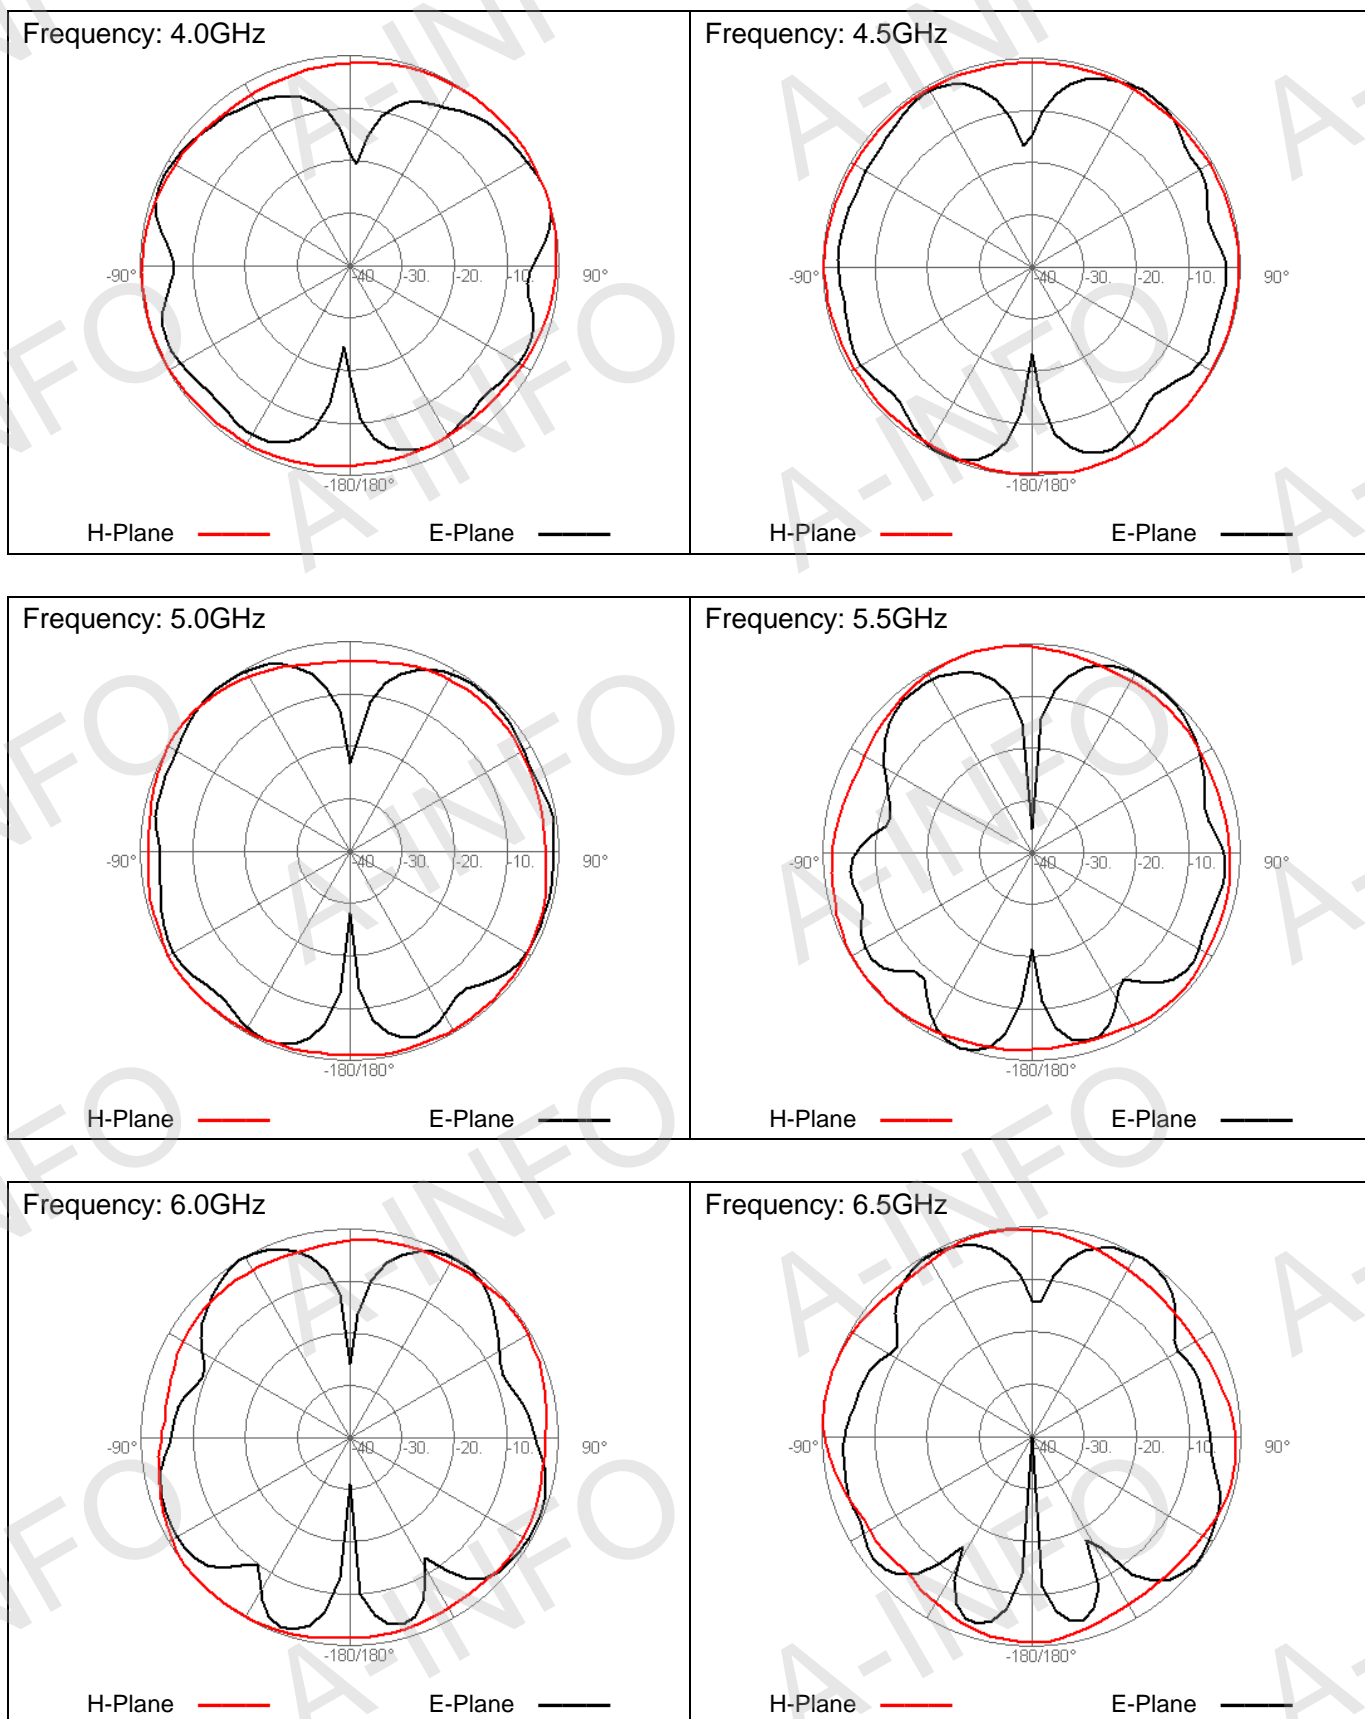 Frequency: 4.0GHz
-90°
-40
-30.
-20.
-10.
90°
-180/180°
H-Plane
E-Plane
Frequency: 4.5GHz
-90°
-40
-30.
-20.
-10.
90°
-180/180°
H-Plane
E-Plane
Frequency: 5.0GHz
-90°
-40
-30.
-20.
-10.
90°
-180/180°
H-Plane
E-Plane
Frequency: 5.5GHz
-90°
-40
-30.
-20.
-10.
90°
-180/180°
H-Plane
E-Plane
Frequency: 6.0GHz
-90°
-40
-30.
-20.
-10.
90°
-180/180°
H-Plane
E-Plane
Frequency: 6.5GHz
-90°
-40
-30.
-20.
-10.
90°
-180/180°
H-Plane
E-Plane
A-INFO